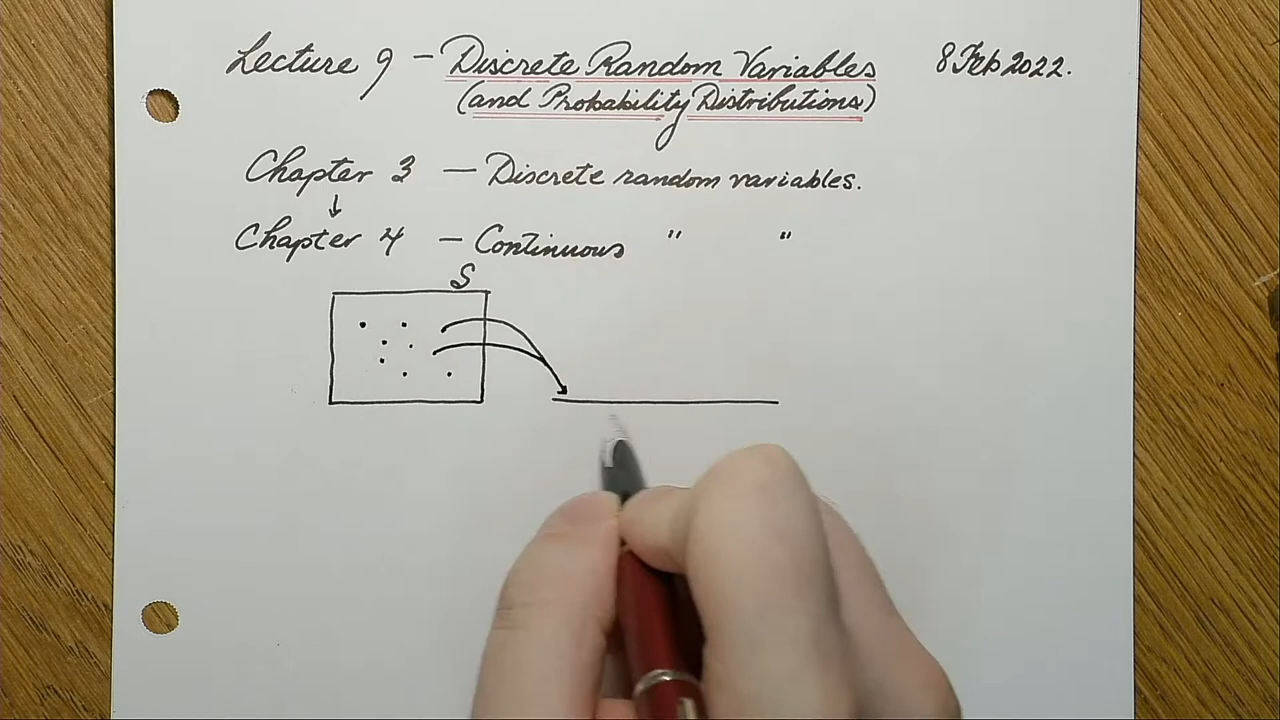 Lecture 9 - Discrete Random Variables 8 Feb 2022.
(and Probability Distributions)
Chapter 3 — Discrete random variables.
↓
Chapter 4 — Continuous " "
S